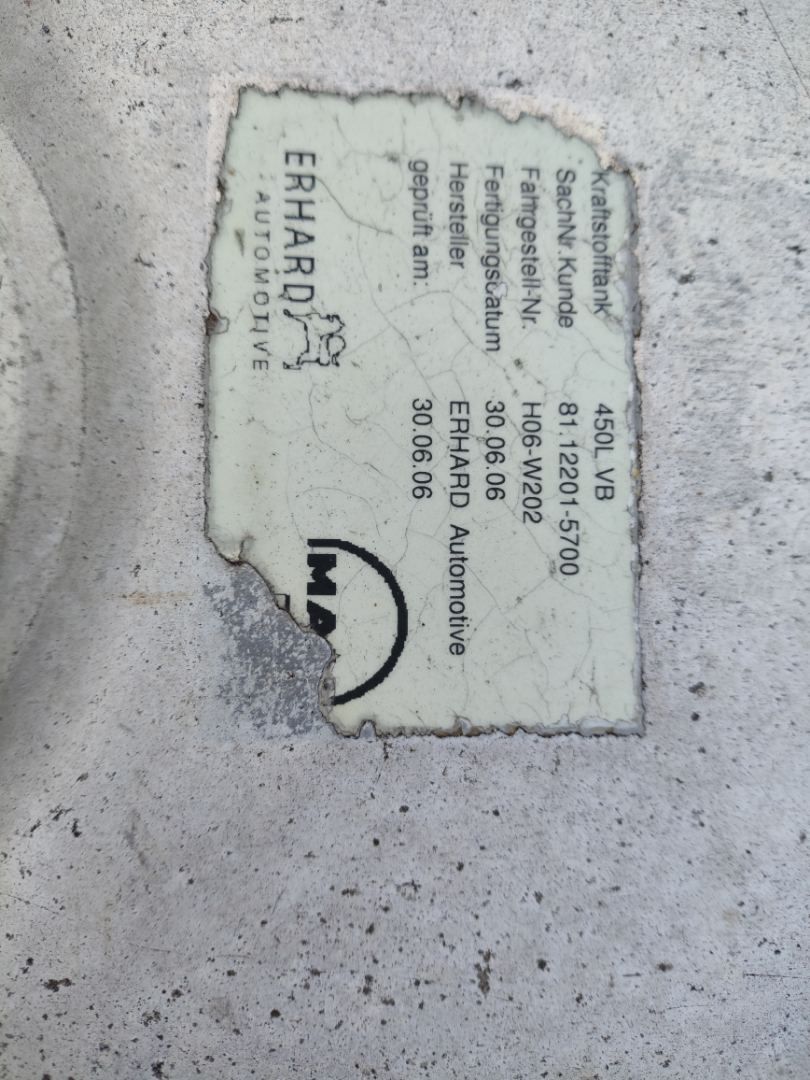 Kraftstofftank 450L VB
SachNr.Kunde 81.12201-5700
Fahrgestell-Nr. H06-W202
Fertigungsdatum 30.06.06
Hersteller ERHARD Automotive
geprüft am: 30.06.06
ERHARD
AUTOMOTIVE
MA